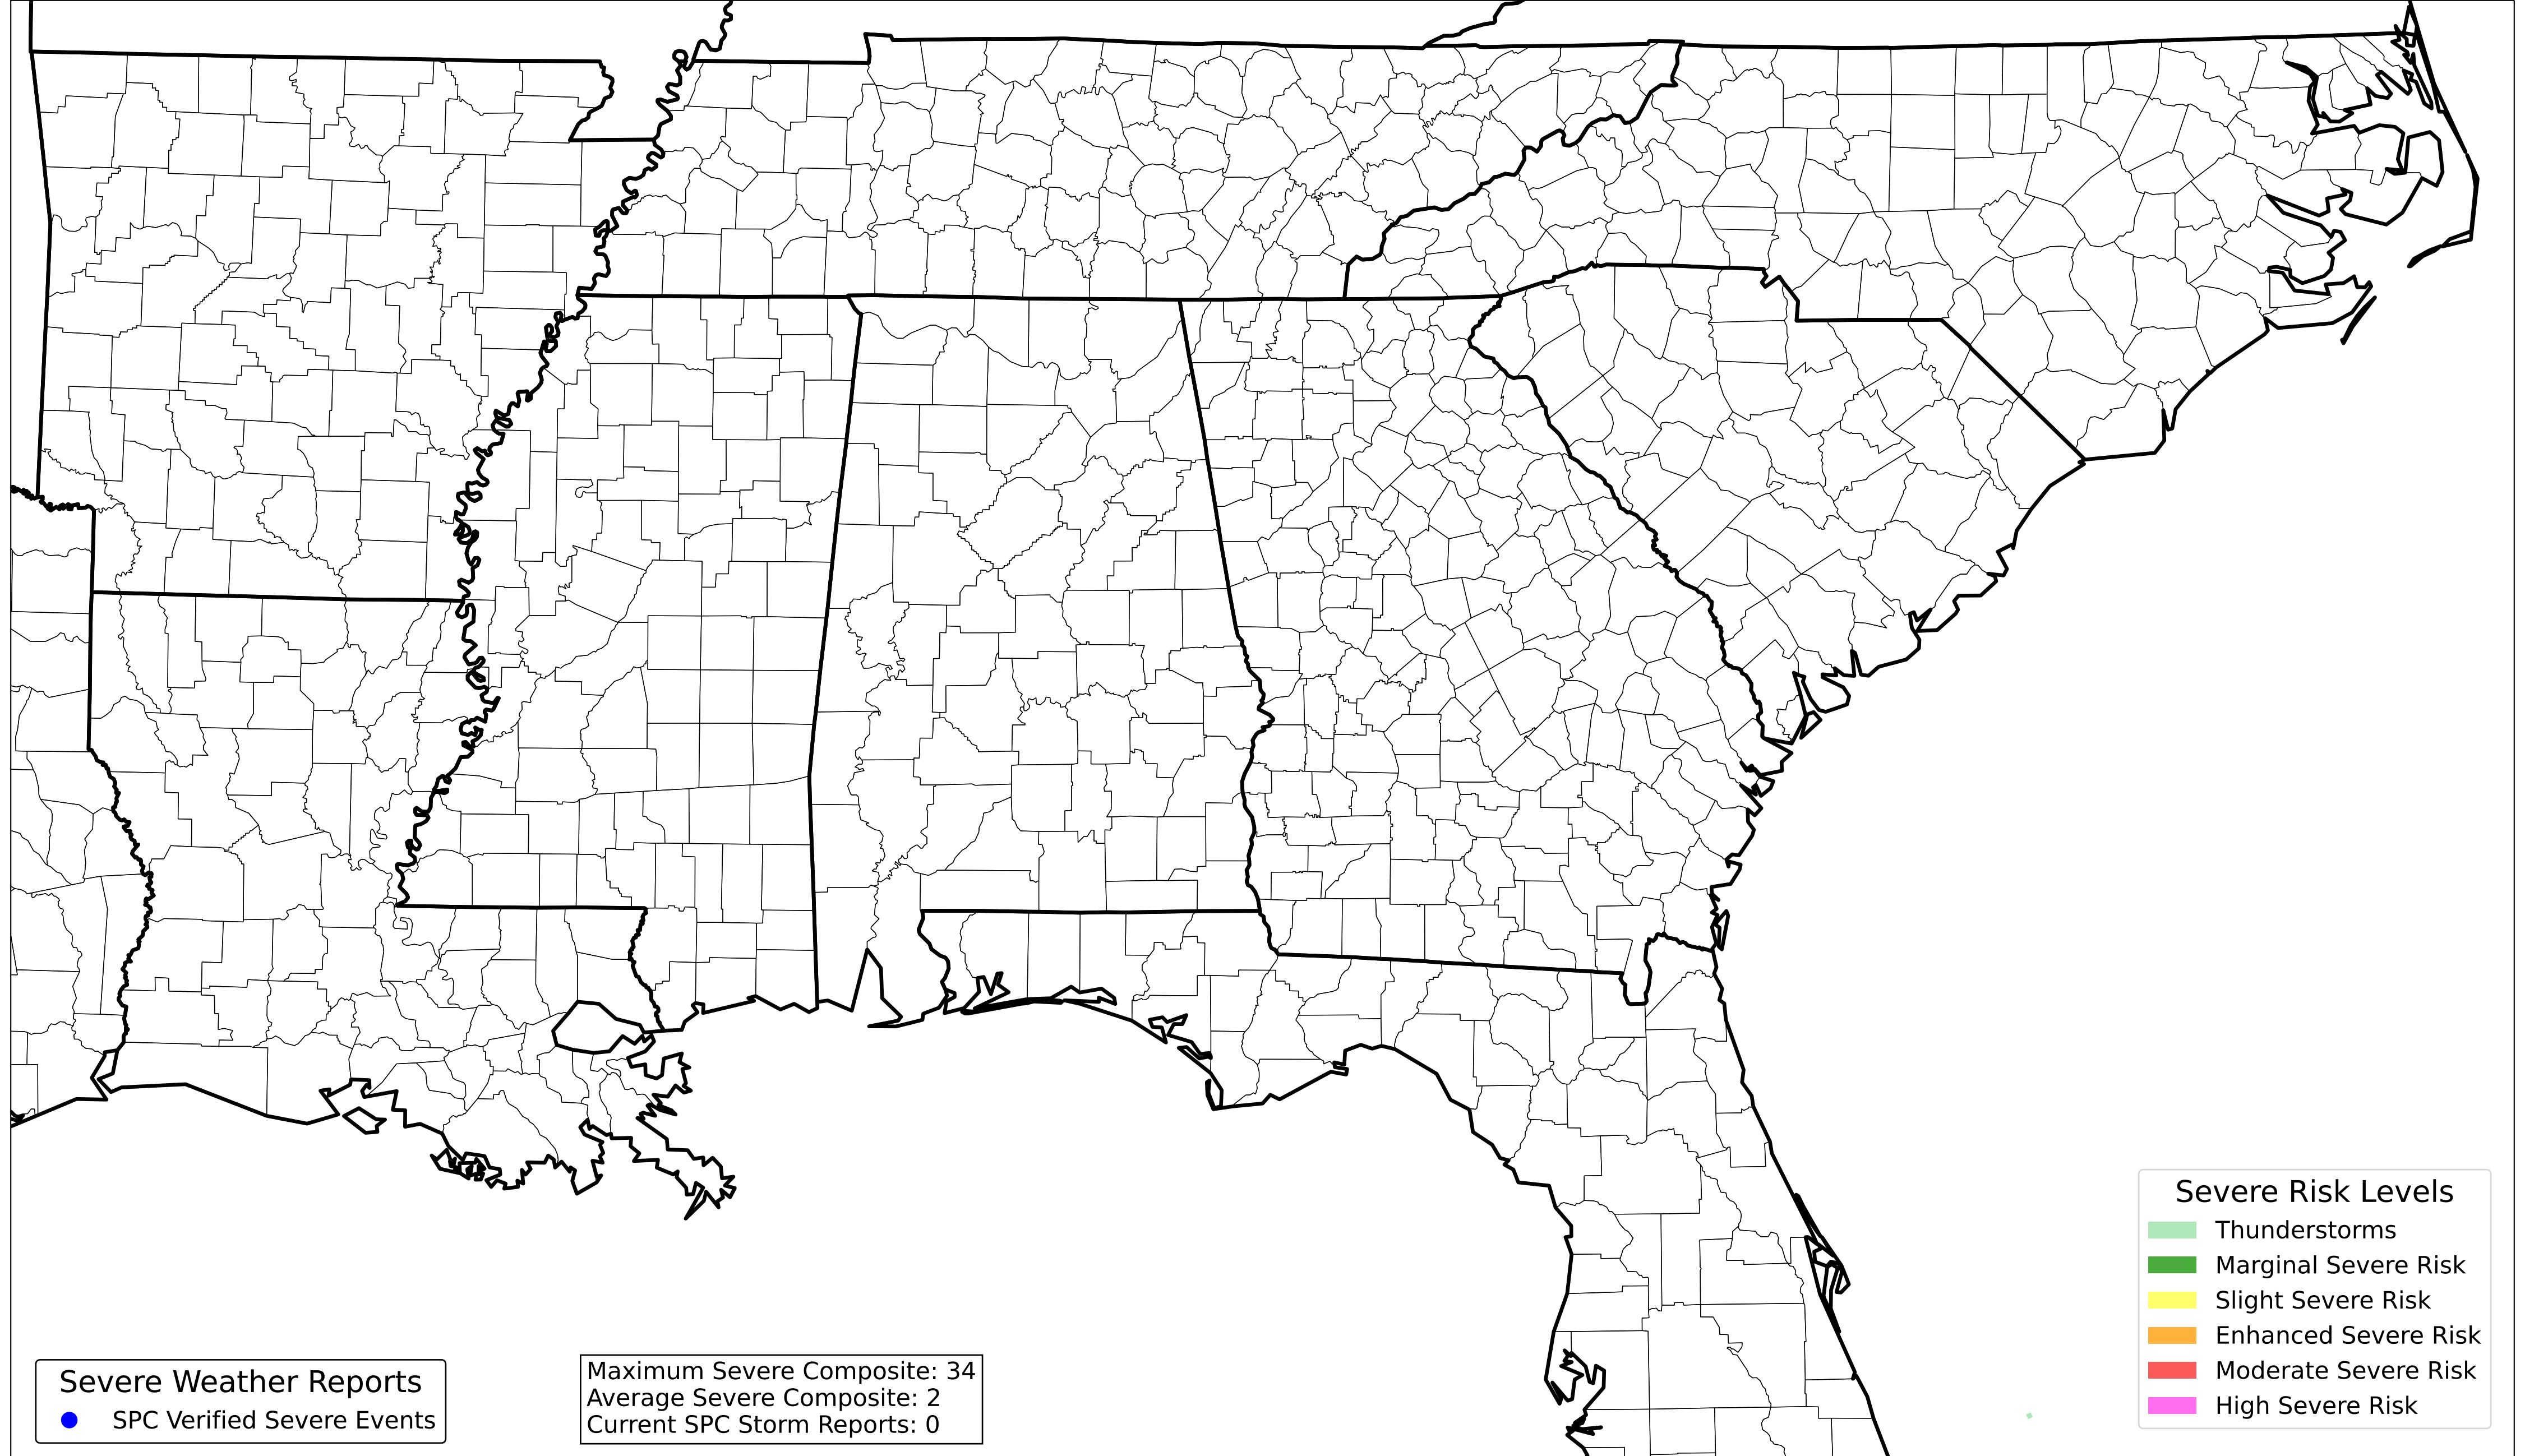 Severe Risk Levels
Thunderstorms
Marginal Severe Risk
Slight Severe Risk
Enhanced Severe Risk
Moderate Severe Risk
High Severe Risk
Severe Weather Reports
SPC Verified Severe Events
Maximum Severe Composite: 34
Average Severe Composite: 2
Current SPC Storm Reports: 0